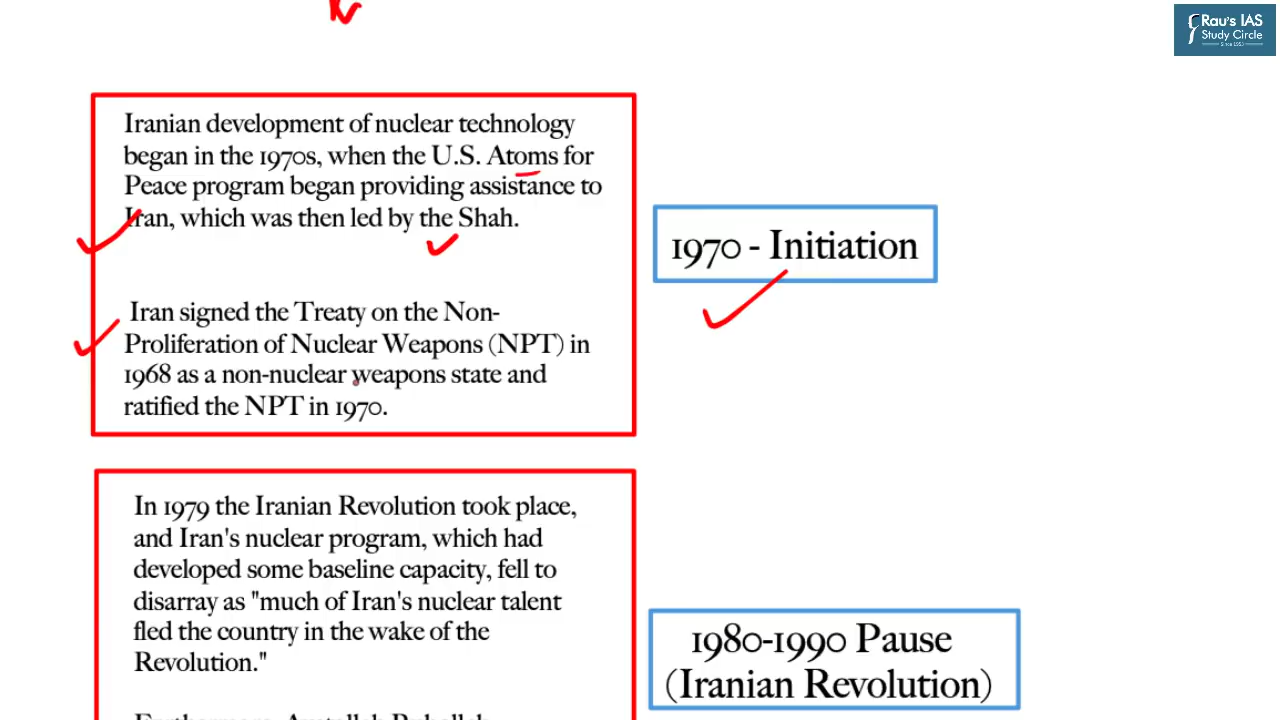 Rau's IAS
Study Circle
Since 1953
Iranian development of nuclear technology
began in the 1970s, when the U.S. Atoms for
Peace program began providing assistance to
Iran, which was then led by the Shah.
1970 - Initiation
Iran signed the Treaty on the Non-
Proliferation of Nuclear Weapons (NPT) in
1968 as a non-nuclear weapons state and
ratified the NPT in 1970.
In 1979 the Iranian Revolution took place,
and Iran's nuclear program, which had
developed some baseline capacity, fell to
disarray as "much of Iran's nuclear talent
fled the country in the wake of the
Revolution."
1980-1990 Pause
(Iranian Revolution)
Furthermore, Ayatollah Ruhollah